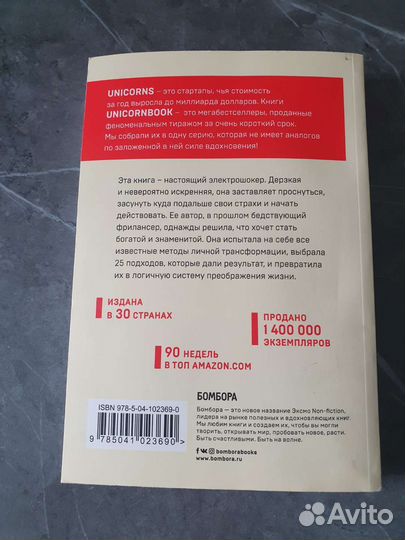 UNICORNS – это стартапы, чья стоимость
за год выросла до миллиарда долларов. Книги
UNICORNBOOK – это мегабестселлеры, проданные
феноменальным тиражом за очень короткий срок.
Мы собрали их в одну серию, которая не имеет аналогов
по заложенной в ней силе вдохновения!
Эта книга – настоящий электрошокер. Дерзкая
и невероятно искренняя, она заставляет проснуться,
засунуть куда подальше свои страхи и начать
действовать. Ее автор, в прошлом бедствующий
фрилансер, однажды решила, что хочет стать
богатой и знаменитой. Она испытала на себе все
известные методы личной трансформации, выбрала
25 подходов, которые дали результат, и превратила
их в логичную систему преображения жизни.
ИЗДАНА
В 30 СТРАНАХ
ПРОДАНО
1 400 000
ЭКЗЕМПЛЯРОВ
90 НЕДЕЛЬ
В ТОП AMAZON.COM
ISBN 978-5-04-102369-0
9 785041 023690 >
БОМБОРА
Бомбора – это новое название Эксмо Non-fiction,
лидера на рынке полезных и вдохновляющих книг.
Мы любим книги и создаем их, чтобы вы могли
творить, открывать мир, пробовать новое, расти.
Быть счастливыми. Быть на волне.
bomborabooks
www.bombora.ru
Avito